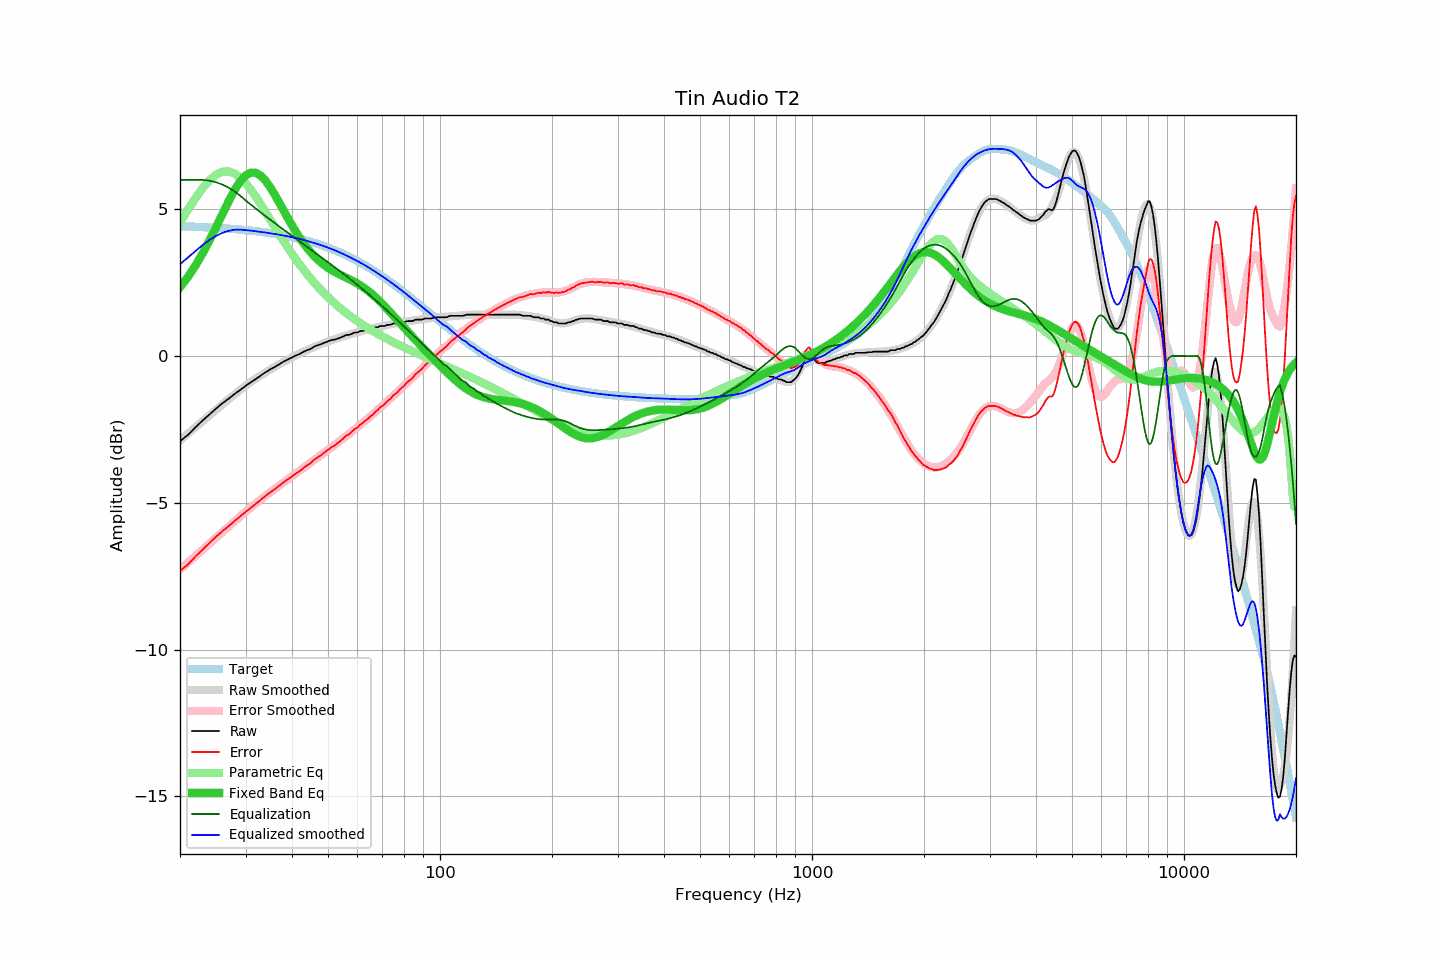 Tin Audio T2
Amplitude (dBr)
5
0
−5
−10
−15
Target
Raw Smoothed
Error Smoothed
Raw
Error
Parametric Eq
Fixed Band Eq
Equalization
Equalized smoothed
100
1000
10000
Frequency (Hz)